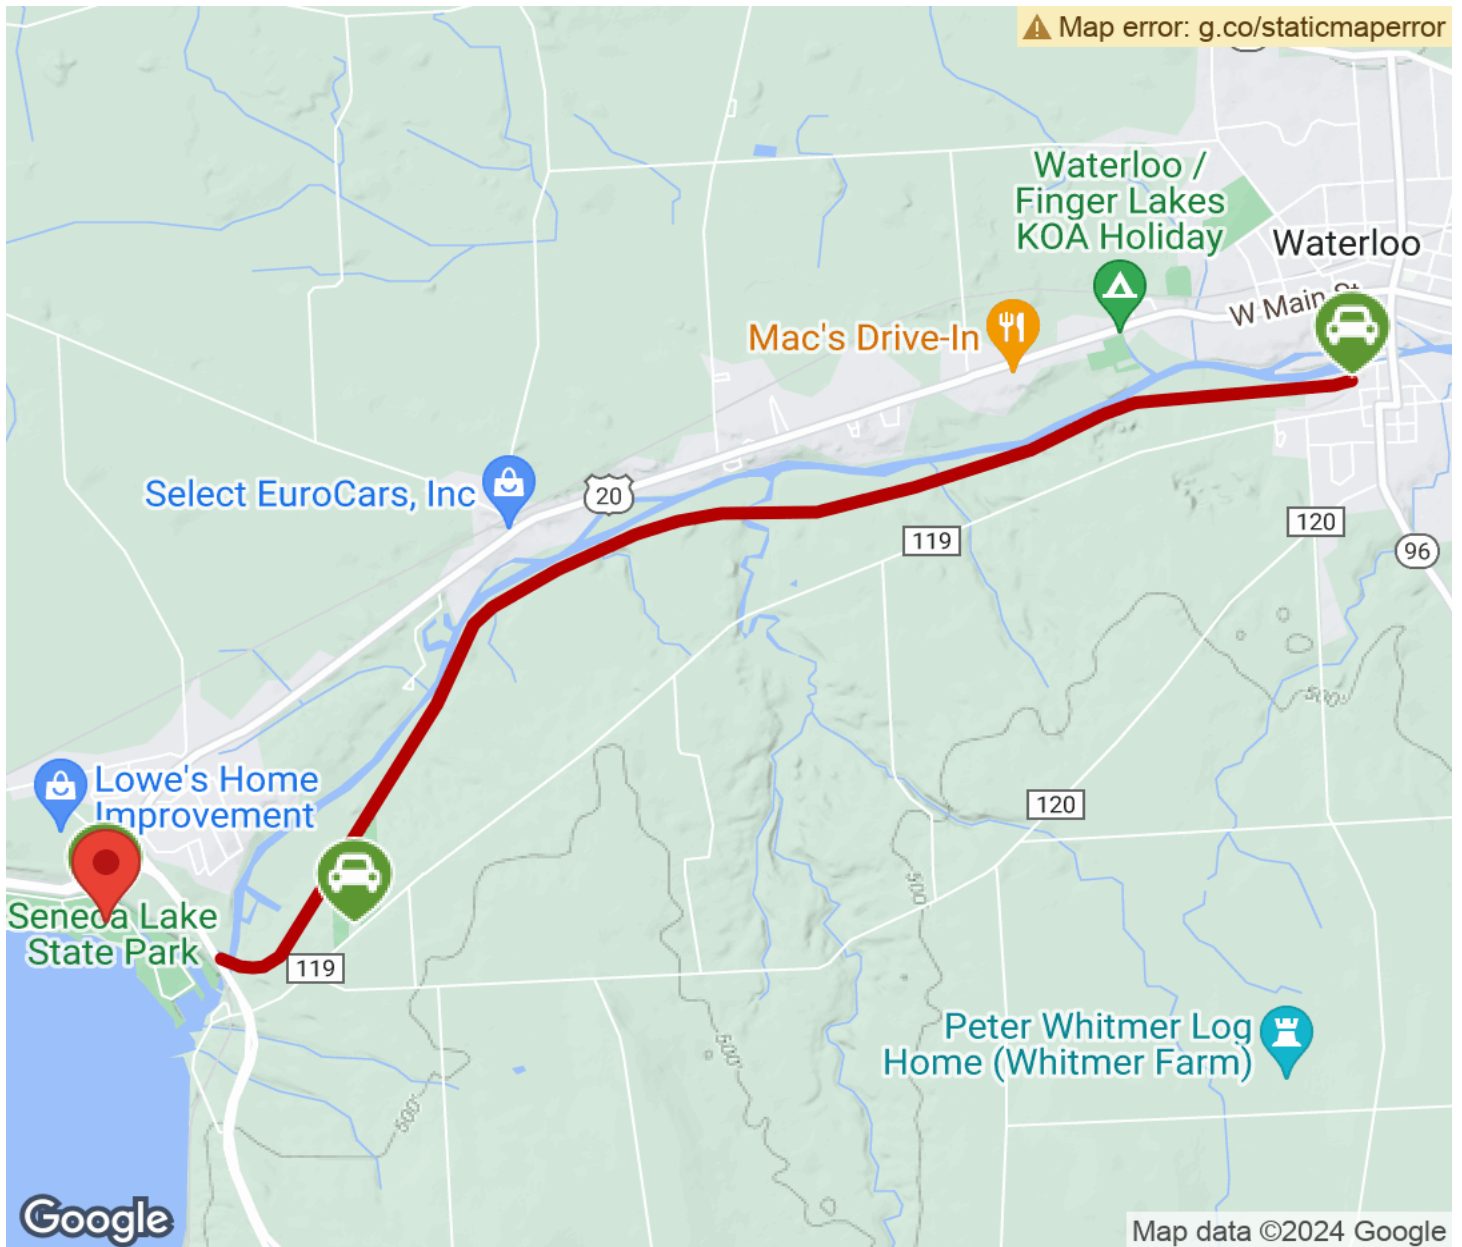 Map error: g.co/staticmaperror
Waterloo /
Finger Lakes
KOA Holiday
Waterloo
W Main St
Mac's Drive-In
Select EuroCars, Inc
20
119
120
96
500'
Lowe's Home
Improvement
120
500'
Seneca Lake
State Park
119
Peter Whitmer Log
Home (Whitmer Farm)
500'
500'
Google
Map data ©2024 Google